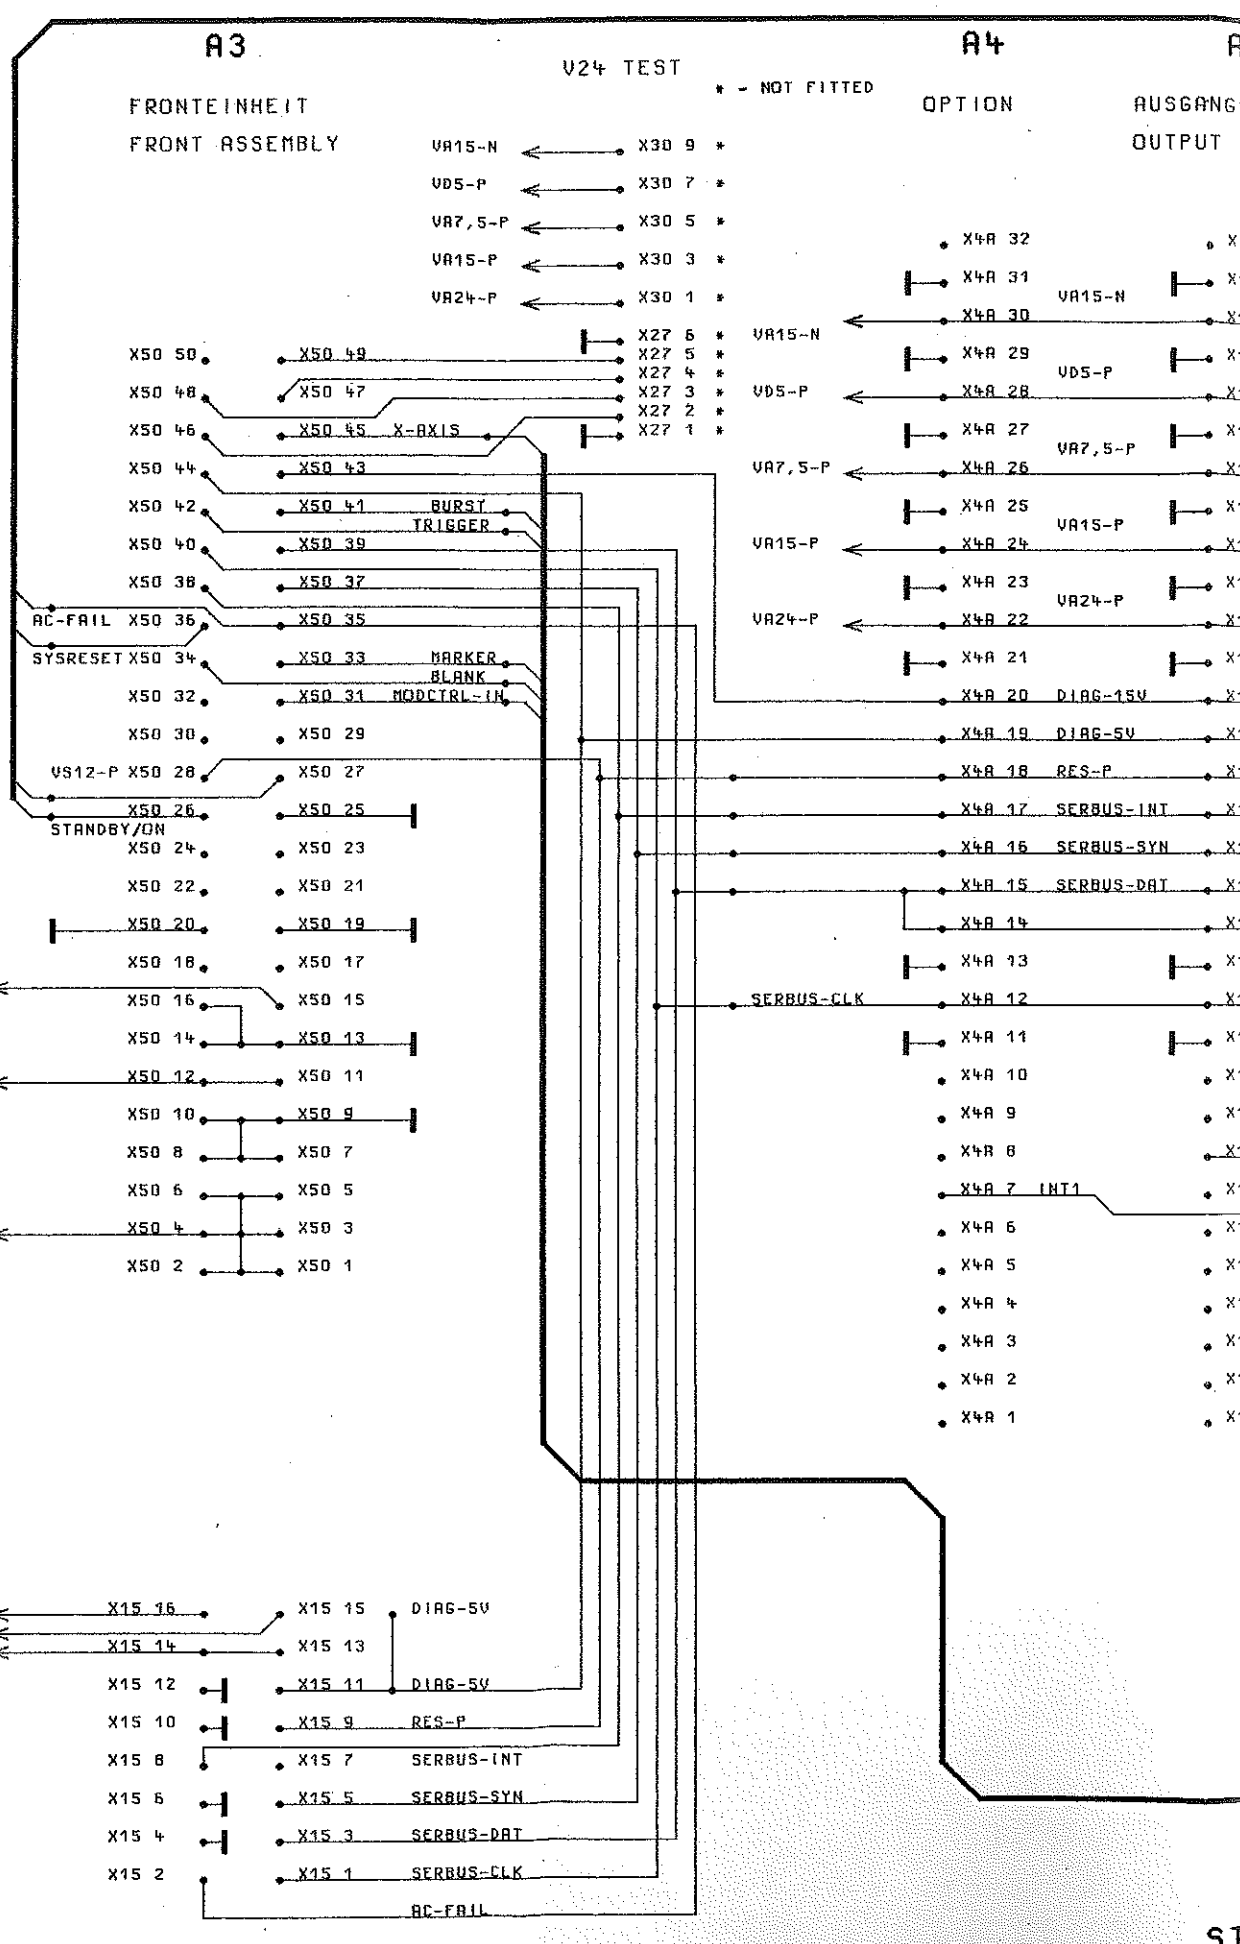 A3
A4
V24 TEST
* - NOT FITTED
FRONTEINHEIT
FRONT ASSEMBLY
OPTION
AUSGANG
OUTPUT
VA15-N X30 9 *
VD5-P X30 7 *
VA7,5-P X30 5 *
VA15-P X30 3 *
VA24-P X30 1 *
X27 6 *
X27 5 *
X27 4 *
X27 3 *
X27 2 *
X27 1 *
X50 50 X50 49
X50 48 X50 47
X50 46 X50 45 X-AXIS
X50 44 X50 43
X50 42 X50 41 BURST
TRIGGER
X50 40 X50 39
X50 38 X50 37
AC-FAIL X50 36 X50 35
SYSRESET X50 34 X50 33 MARKER
BLANK
X50 32 X50 31 MODCTRL-IN
X50 30 X50 29
VS12-P X50 28 X50 27
X50 26 X50 25
STANDBY/ON
X50 24 X50 23
X50 22 X50 21
X50 20 X50 19
X50 18 X50 17
X50 16 X50 15
X50 14 X50 13
X50 12 X50 11
X50 10 X50 9
X50 8 X50 7
X50 6 X50 5
X50 4 X50 3
X50 2 X50 1
X4A 32
X4A 31
VA15-N
VA15-N X4A 30
X4A 29
VD5-P
VD5-P X4A 28
X4A 27
VA7,5-P
VA7,5-P X4A 26
X4A 25
VA15-P
VA15-P X4A 24
X4A 23
VA24-P
VA24-P X4A 22
X4A 21
X4A 20 DIAG-15V
X4A 19 DIAG-5V
X4A 18 RES-P
X4A 17 SERBUS-INT
X4A 16 SERBUS-SYN
X4A 15 SERBUS-DAT
X4A 14
X4A 13
SERBUS-CLK X4A 12
X4A 11
X4A 10
X4A 9
X4A 8
X4A 7 INT1
X4A 6
X4A 5
X4A 4
X4A 3
X4A 2
X4A 1
X15 16 X15 15 DIAG-5V
X15 14 X15 13
X15 12 X15 11 DIAG-5V
X15 10 X15 9 RES-P
X15 8 X15 7 SERBUS-INT
X15 6 X15 5 SERBUS-SYN
X15 4 X15 3 SERBUS-DAT
X15 2 X15 1 SERBUS-CLK
AC-FAIL